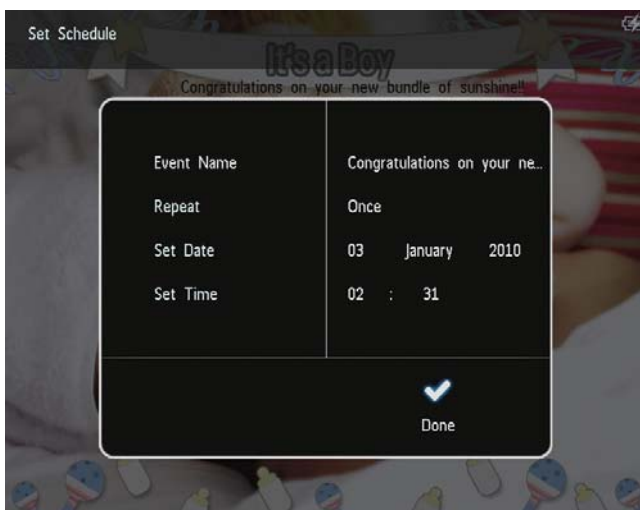 Set Schedule
It's a Boy
Congratulations on your new bundle of sunshine!!
Event Name Congratulations on your ne...
Repeat Once
Set Date 03 January 2010
Set Time 02 : 31
Done